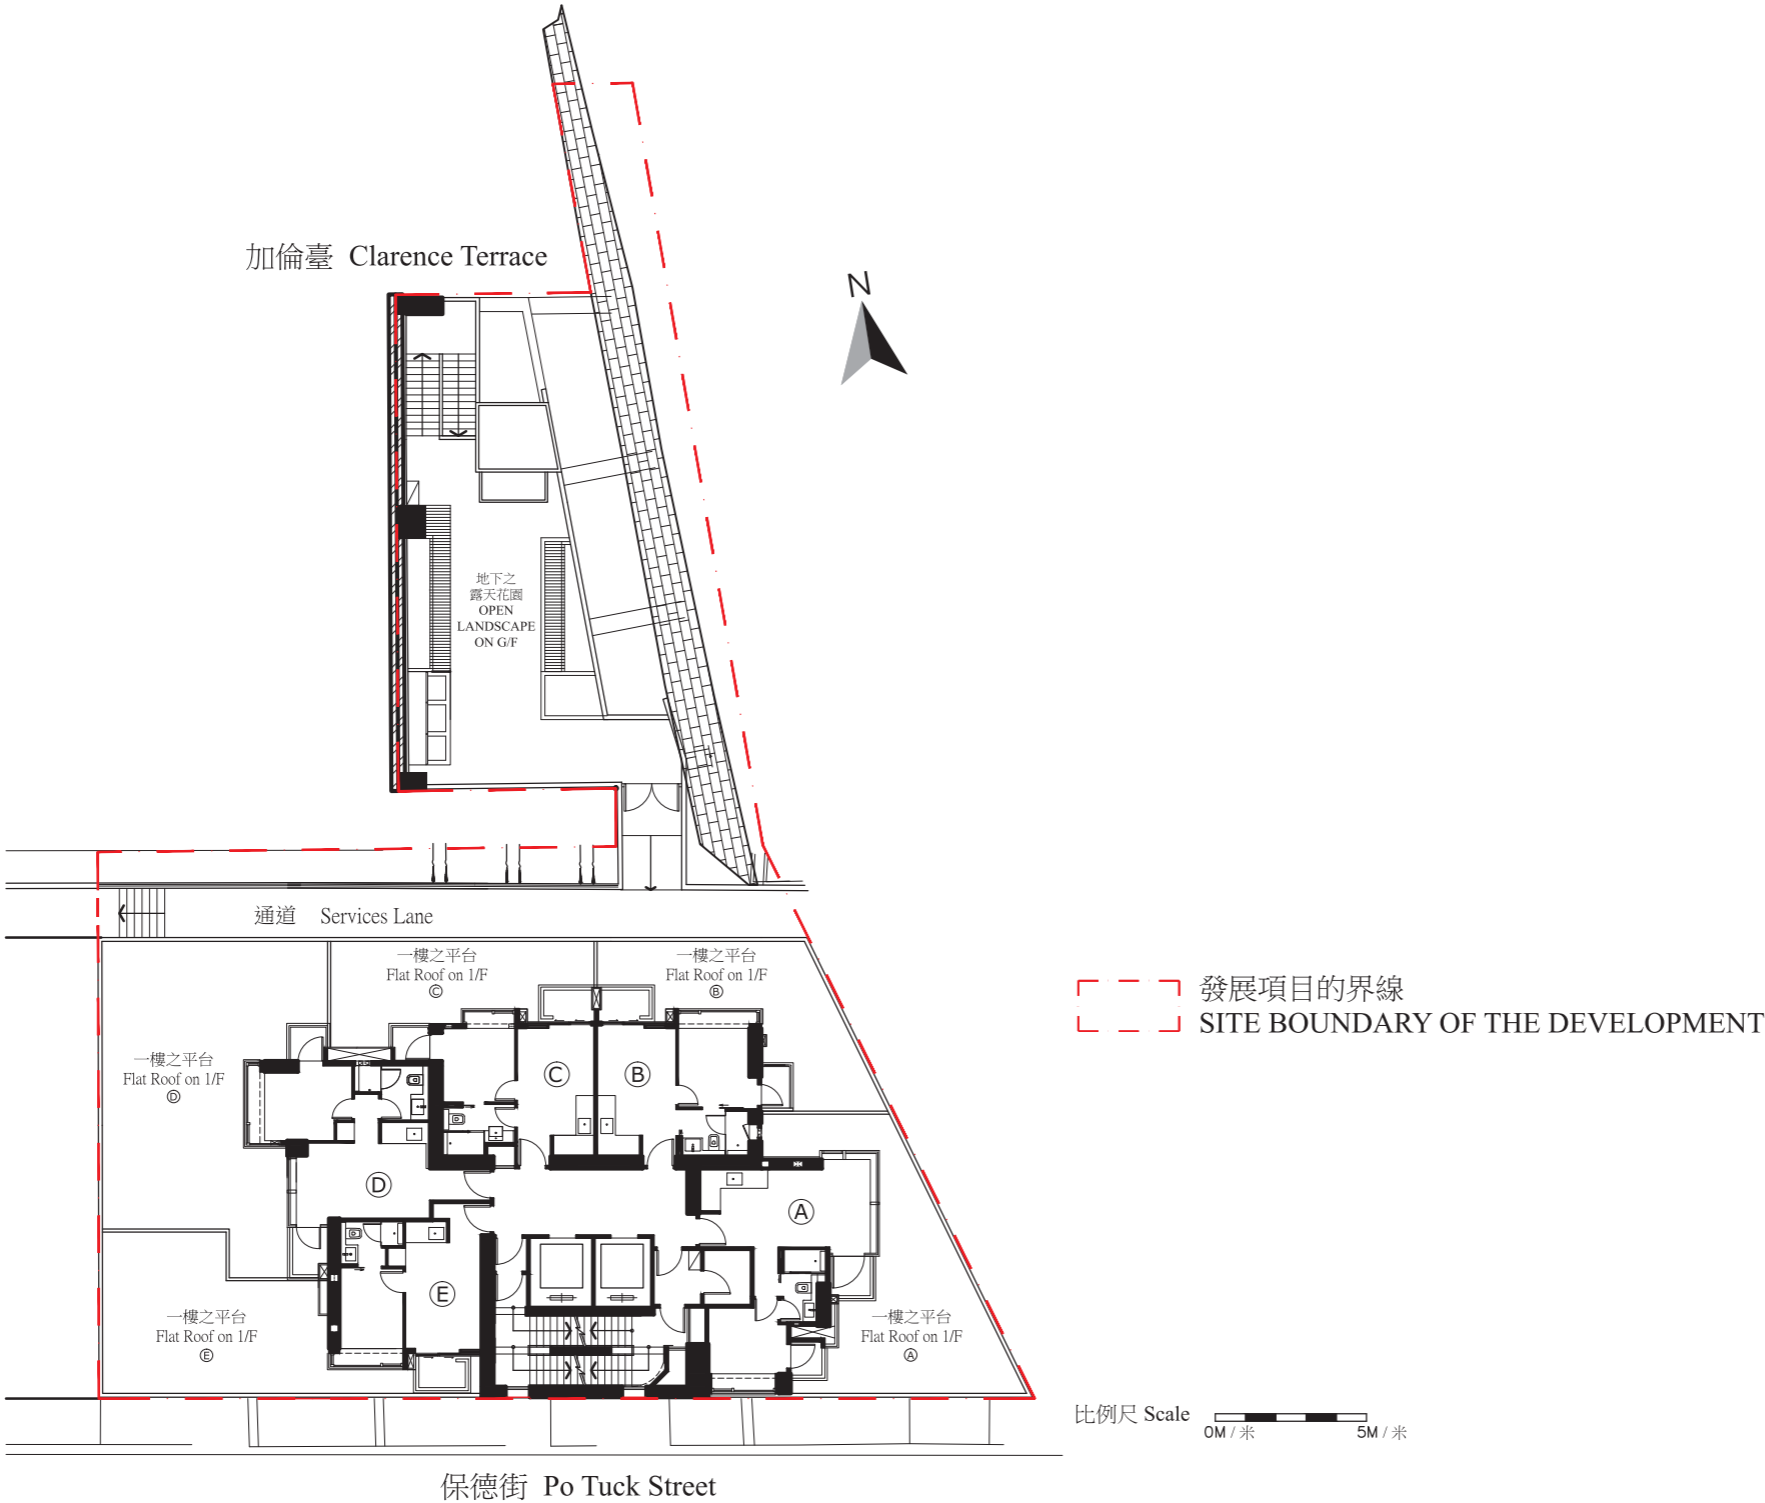 加倫臺 Clarence Terrace
N
地下之
露天花園
OPEN
LANDSCAPE
ON G/F
通道 Services Lane
一樓之平台
Flat Roof on 1/F
C
一樓之平台
Flat Roof on 1/F
B
一樓之平台
Flat Roof on 1/F
D
C
B
D
A
E
一樓之平台
Flat Roof on 1/F
E
一樓之平台
Flat Roof on 1/F
A
發展項目的界線
SITE BOUNDARY OF THE DEVELOPMENT
比例尺 Scale
0M / 米 5M / 米
保德街 Po Tuck Street